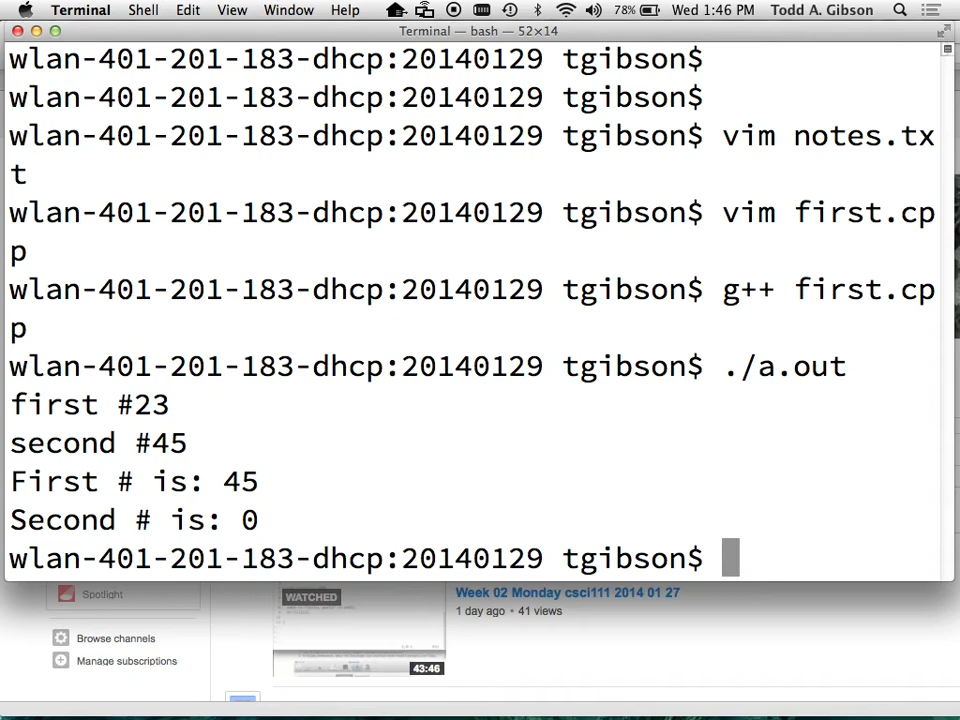 Terminal Shell Edit View Window Help 78% Wed 1:46 PM Todd A. Gibson
Terminal — bash — 52×14
wlan-401-201-183-dhcp:20140129 tgibson$
wlan-401-201-183-dhcp:20140129 tgibson$
wlan-401-201-183-dhcp:20140129 tgibson$ vim notes.tx
t
wlan-401-201-183-dhcp:20140129 tgibson$ vim first.cp
p
wlan-401-201-183-dhcp:20140129 tgibson$ g++ first.cp
p
wlan-401-201-183-dhcp:20140129 tgibson$ ./a.out
first #23
second #45
First # is: 45
Second # is: 0
wlan-401-201-183-dhcp:20140129 tgibson$
Spotlight
Browse channels
Manage subscriptions
WATCHED
43:46
Week 02 Monday csci111 2014 01 27
1 day ago • 41 views